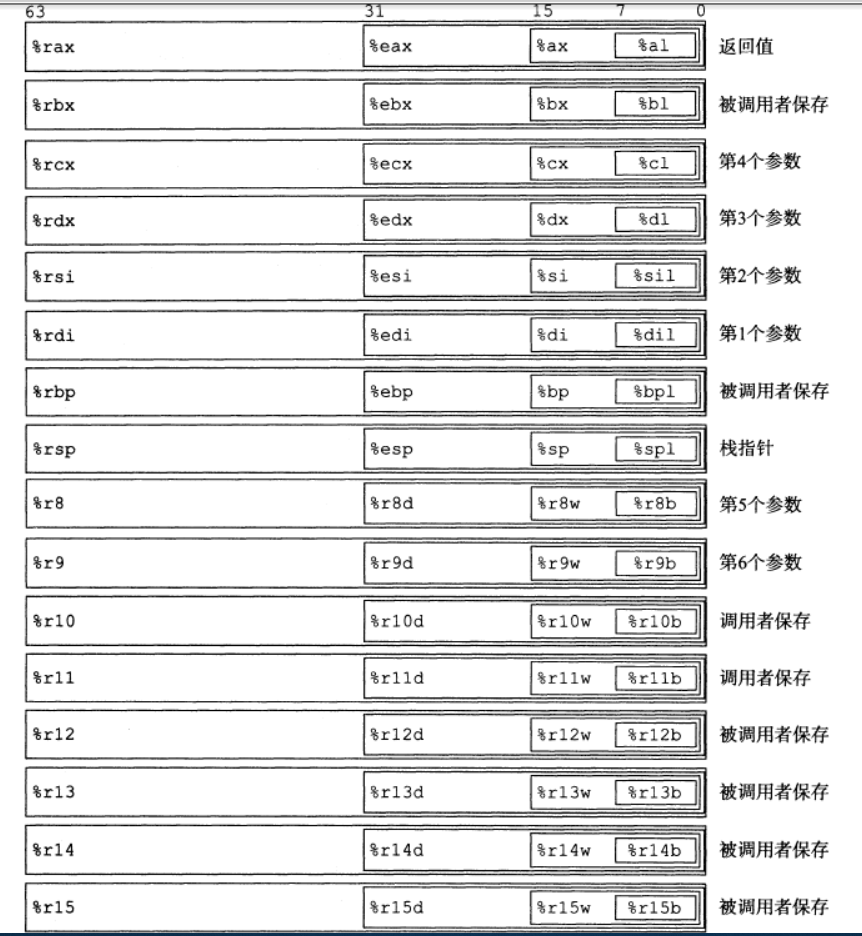 63 31 15 7 0
%rax %eax %ax %al 返回值
%rbx %ebx %bx %bl 被调用者保存
%rcx %ecx %cx %cl 第4个参数
%rdx %edx %dx %dl 第3个参数
%rsi %esi %si %sil 第2个参数
%rdi %edi %di %dil 第1个参数
%rbp %ebp %bp %bpl 被调用者保存
%rsp %esp %sp %spl 栈指针
%r8 %r8d %r8w %r8b 第5个参数
%r9 %r9d %r9w %r9b 第6个参数
%r10 %r10d %r10w %r10b 调用者保存
%r11 %r11d %r11w %r11b 调用者保存
%r12 %r12d %r12w %r12b 被调用者保存
%r13 %r13d %r13w %r13b 被调用者保存
%r14 %r14d %r14w %r14b 被调用者保存
%r15 %r15d %r15w %r15b 被调用者保存